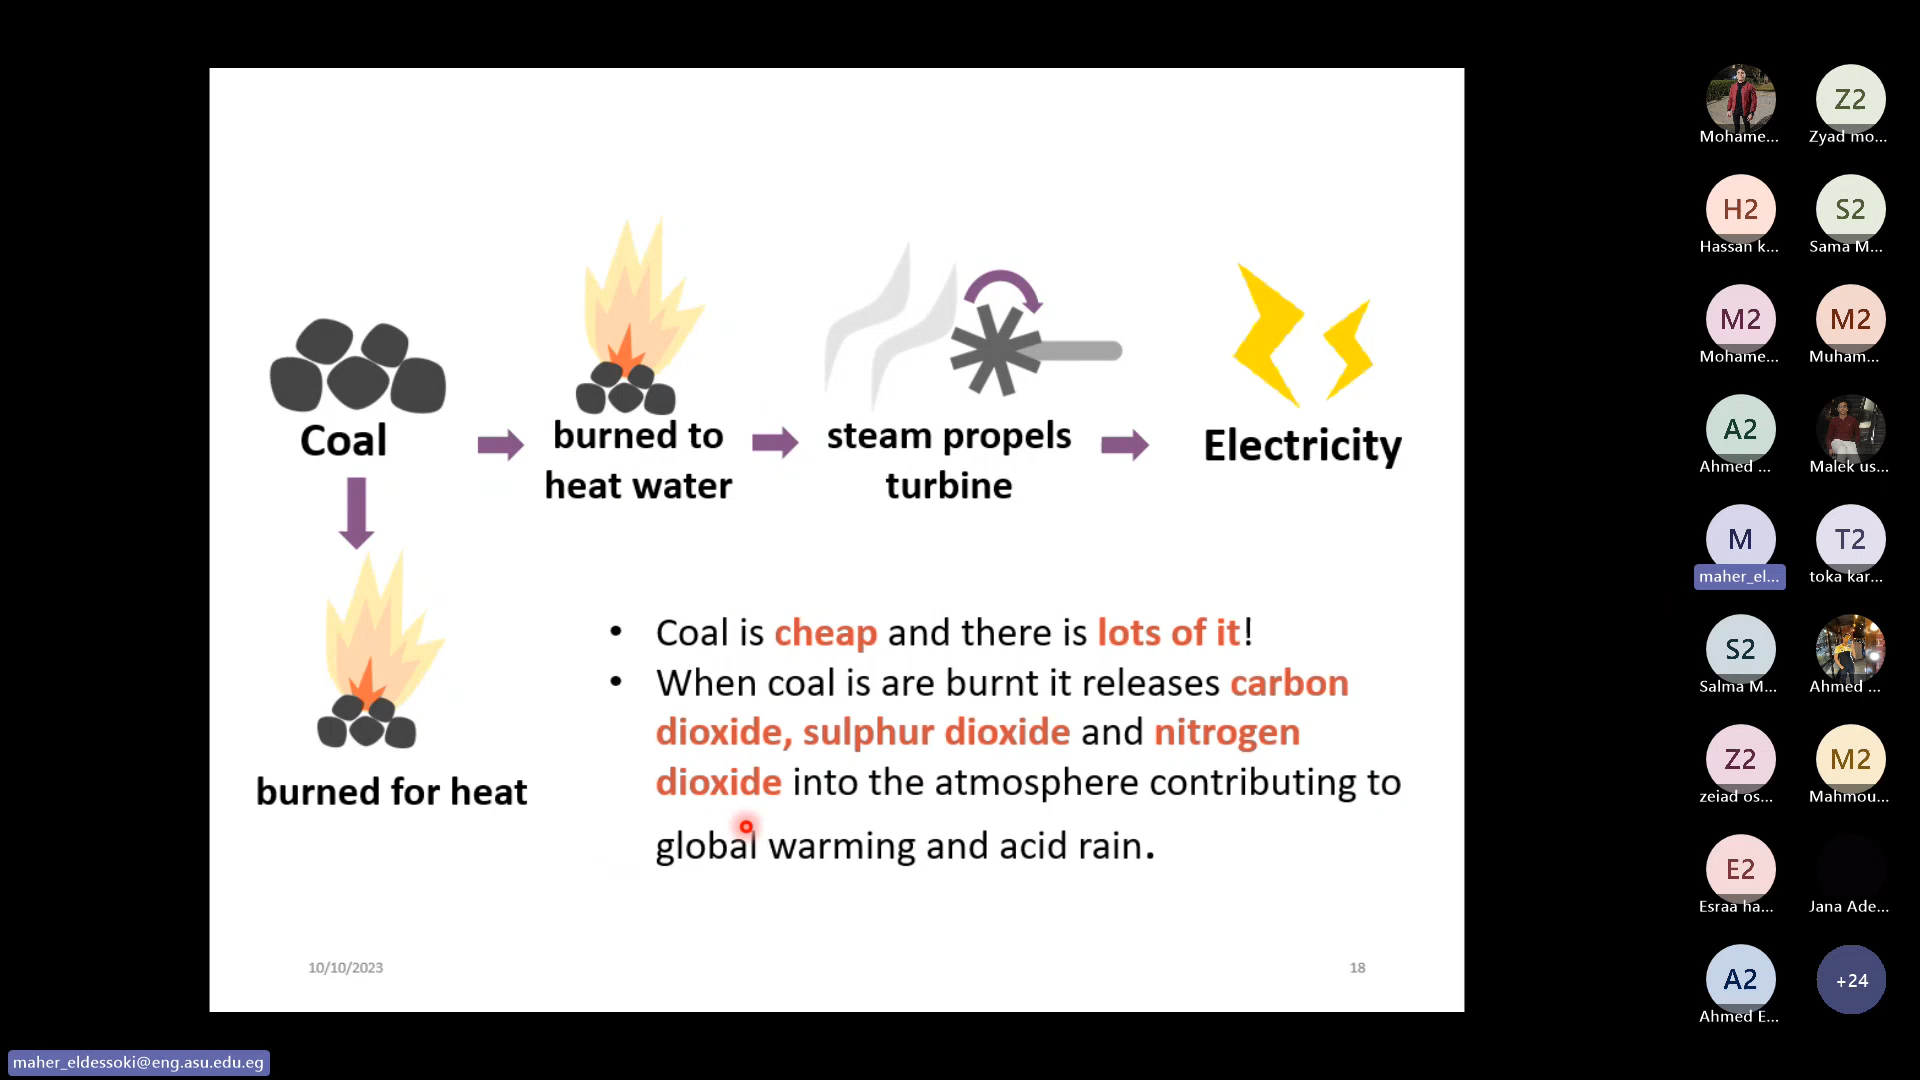 Coal
burned to
heat water
steam propels
turbine
Electricity
burned for heat
• Coal is cheap and there is lots of it!
• When coal is are burnt it releases carbon
dioxide, sulphur dioxide and nitrogen
dioxide into the atmosphere contributing to
global warming and acid rain.
10/10/2023
18
Mohame...
Z2
Zyad mo...
H2
Hassan k...
S2
Sama M...
M2
Mohame...
M2
Muham...
A2
Ahmed ...
Malek us...
M
maher_el...
T2
toka kar...
S2
Salma M...
Ahmed ...
Z2
zeiad os...
M2
Mahmou...
E2
Esraa ha...
Jana Ade...
A2
Ahmed E...
+24
maher_eldessoki@eng.asu.edu.eg